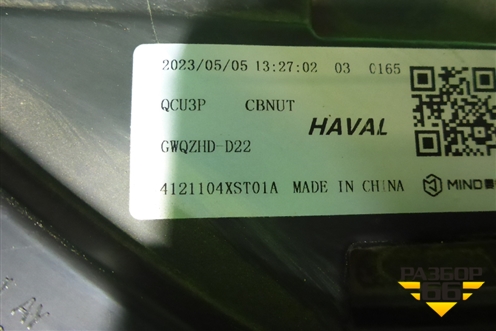 2023/05/05 13:27:02 03 0165
QCU3P CBNUT
HAVAL
GWQZHD-D22
4121104XST01A MADE IN CHINA
MIND
РАЗБОР
66